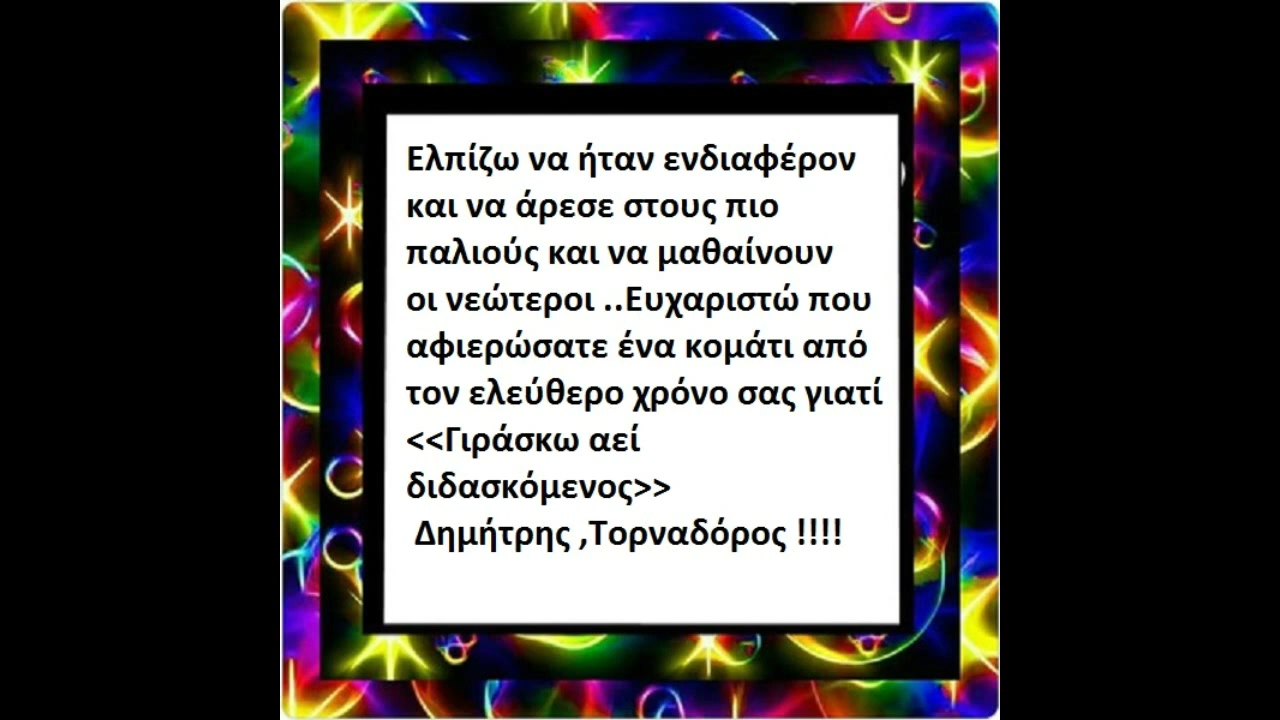 Ελπίζω να ήταν ενδιαφέρον
και να άρεσε στους πιο
παλιούς και να μαθαίνουν
οι νεώτεροι ..Ευχαριστώ που
αφιερώσατε ένα κομάτι από
τον ελεύθερο χρόνο σας γιατί
<<Γιράσκω αεί
διδασκόμενος>>
Δημήτρης ,Τορναδόρος !!!!